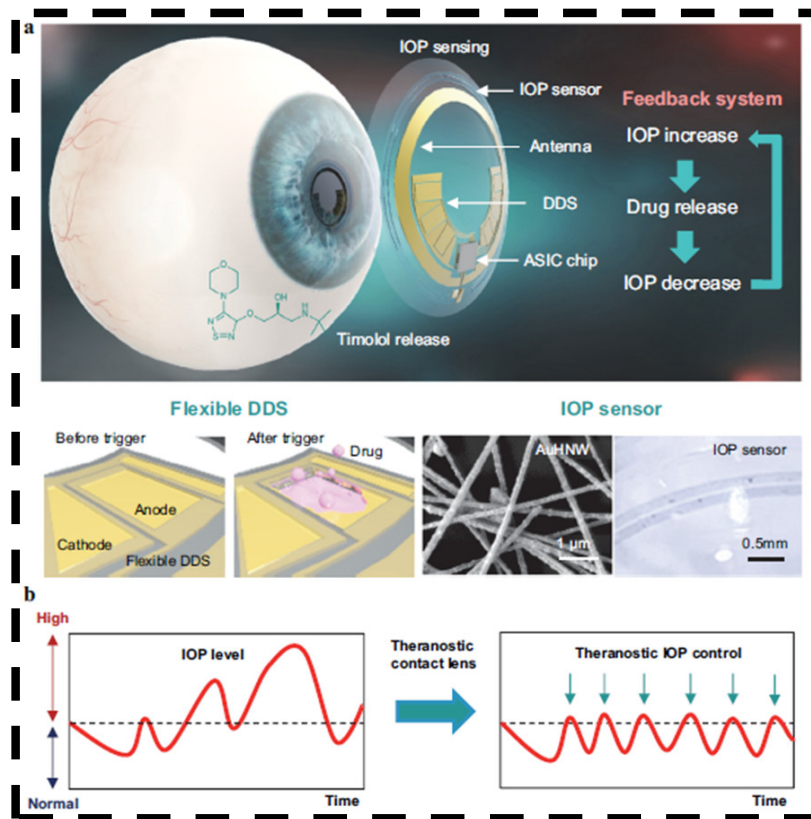 a
IOP sensing
IOP sensor
Antenna
DDS
ASIC chip
Feedback system
IOP increase
Drug release
IOP decrease
O
N
N
S
N
O
OH
H
N
Timolol release
Flexible DDS
IOP sensor
Before trigger
Anode
Cathode
Flexible DDS
After trigger
Drug
AuHNW
1 μm
IOP sensor
0.5mm
b
High
Normal
IOP level
Time
Theranostic
contact lens
Theranostic IOP control
Time